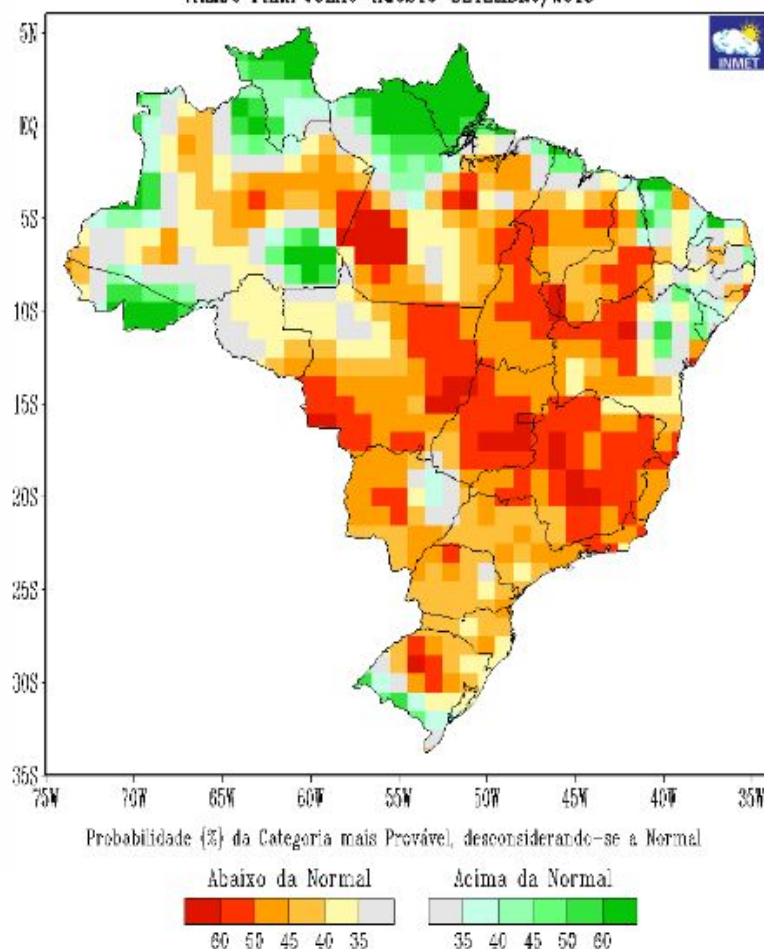 INMET
5N
EQ
5S
10S
15S
20S
25S
30S
35S
75W 70W 65W 60W 55W 50W 45W 40W 35W
Probabilidade (%) da Categoria mais Provável, desconsiderando-se a Normal
Abaixo da Normal Acima da Normal
60 50 45 40 35 35 40 45 50 60